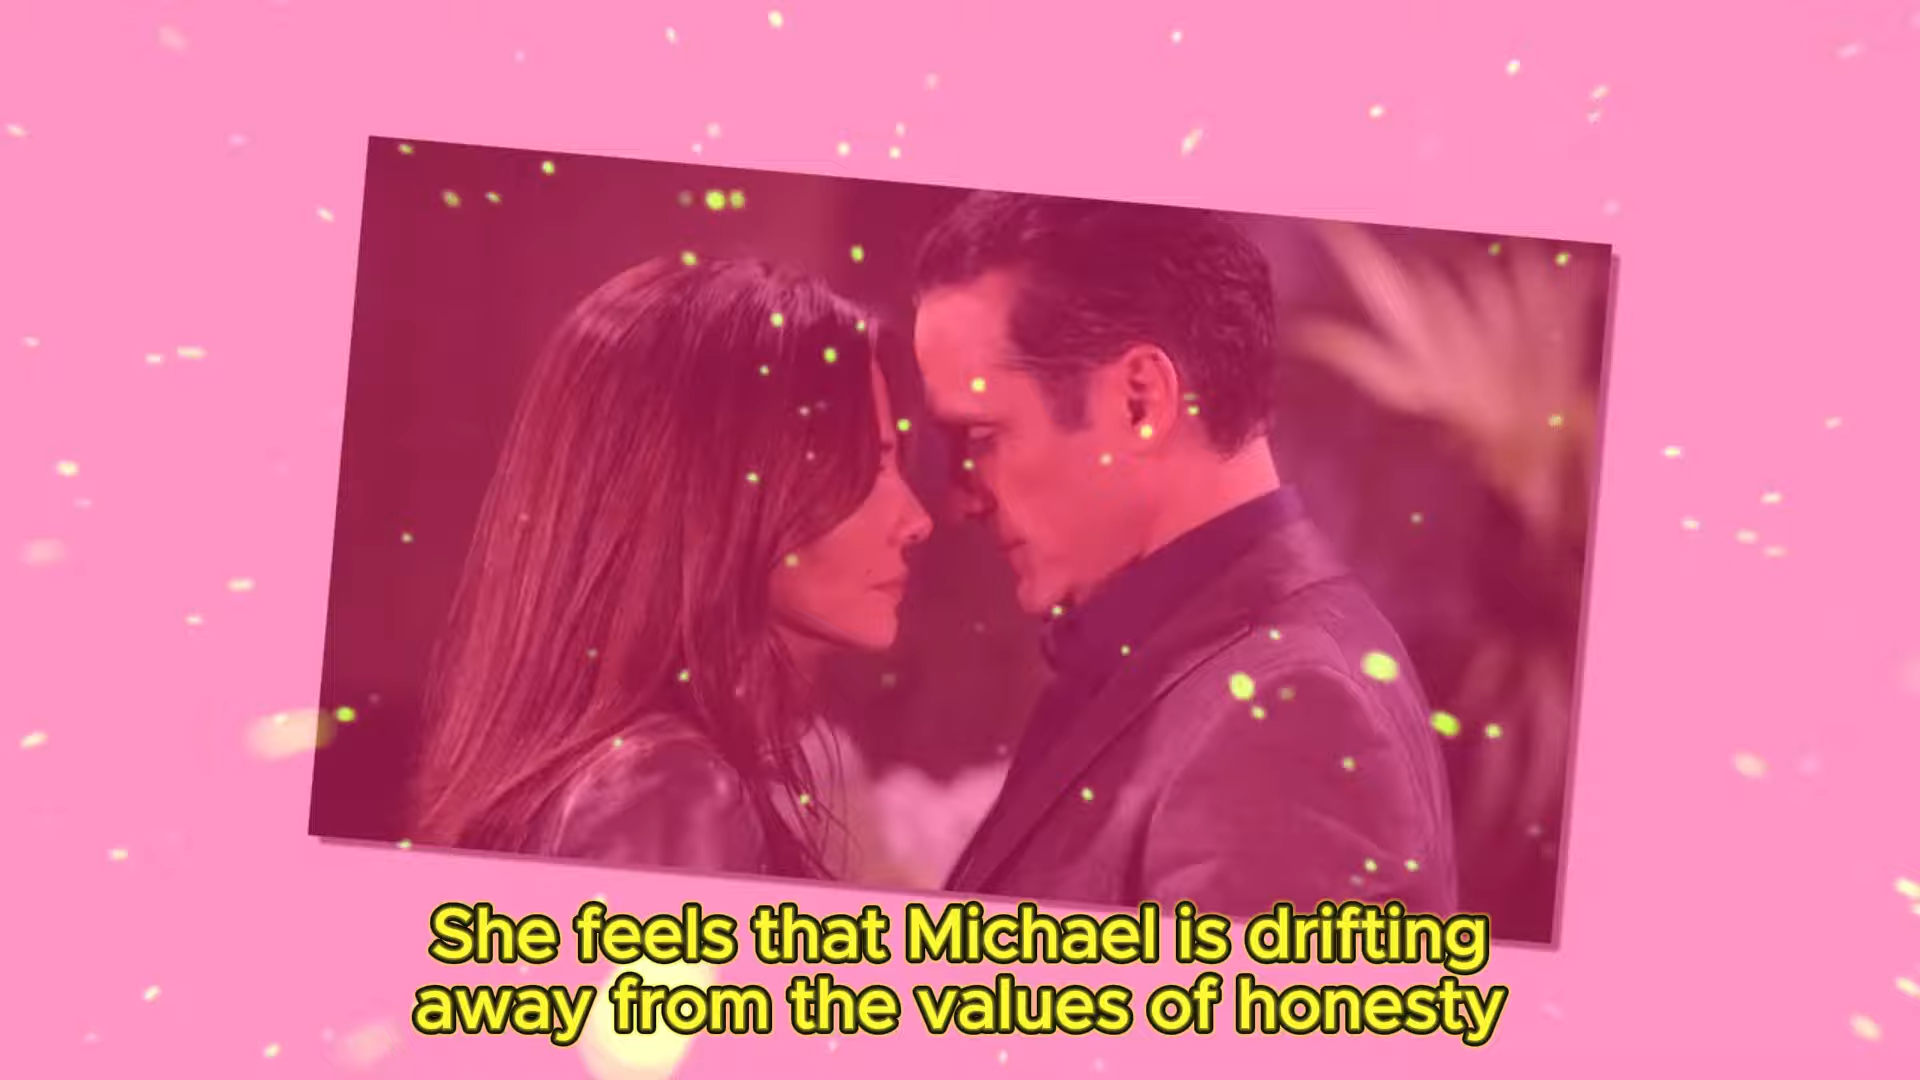 She feels that Michael is drifting
away from the values of honesty